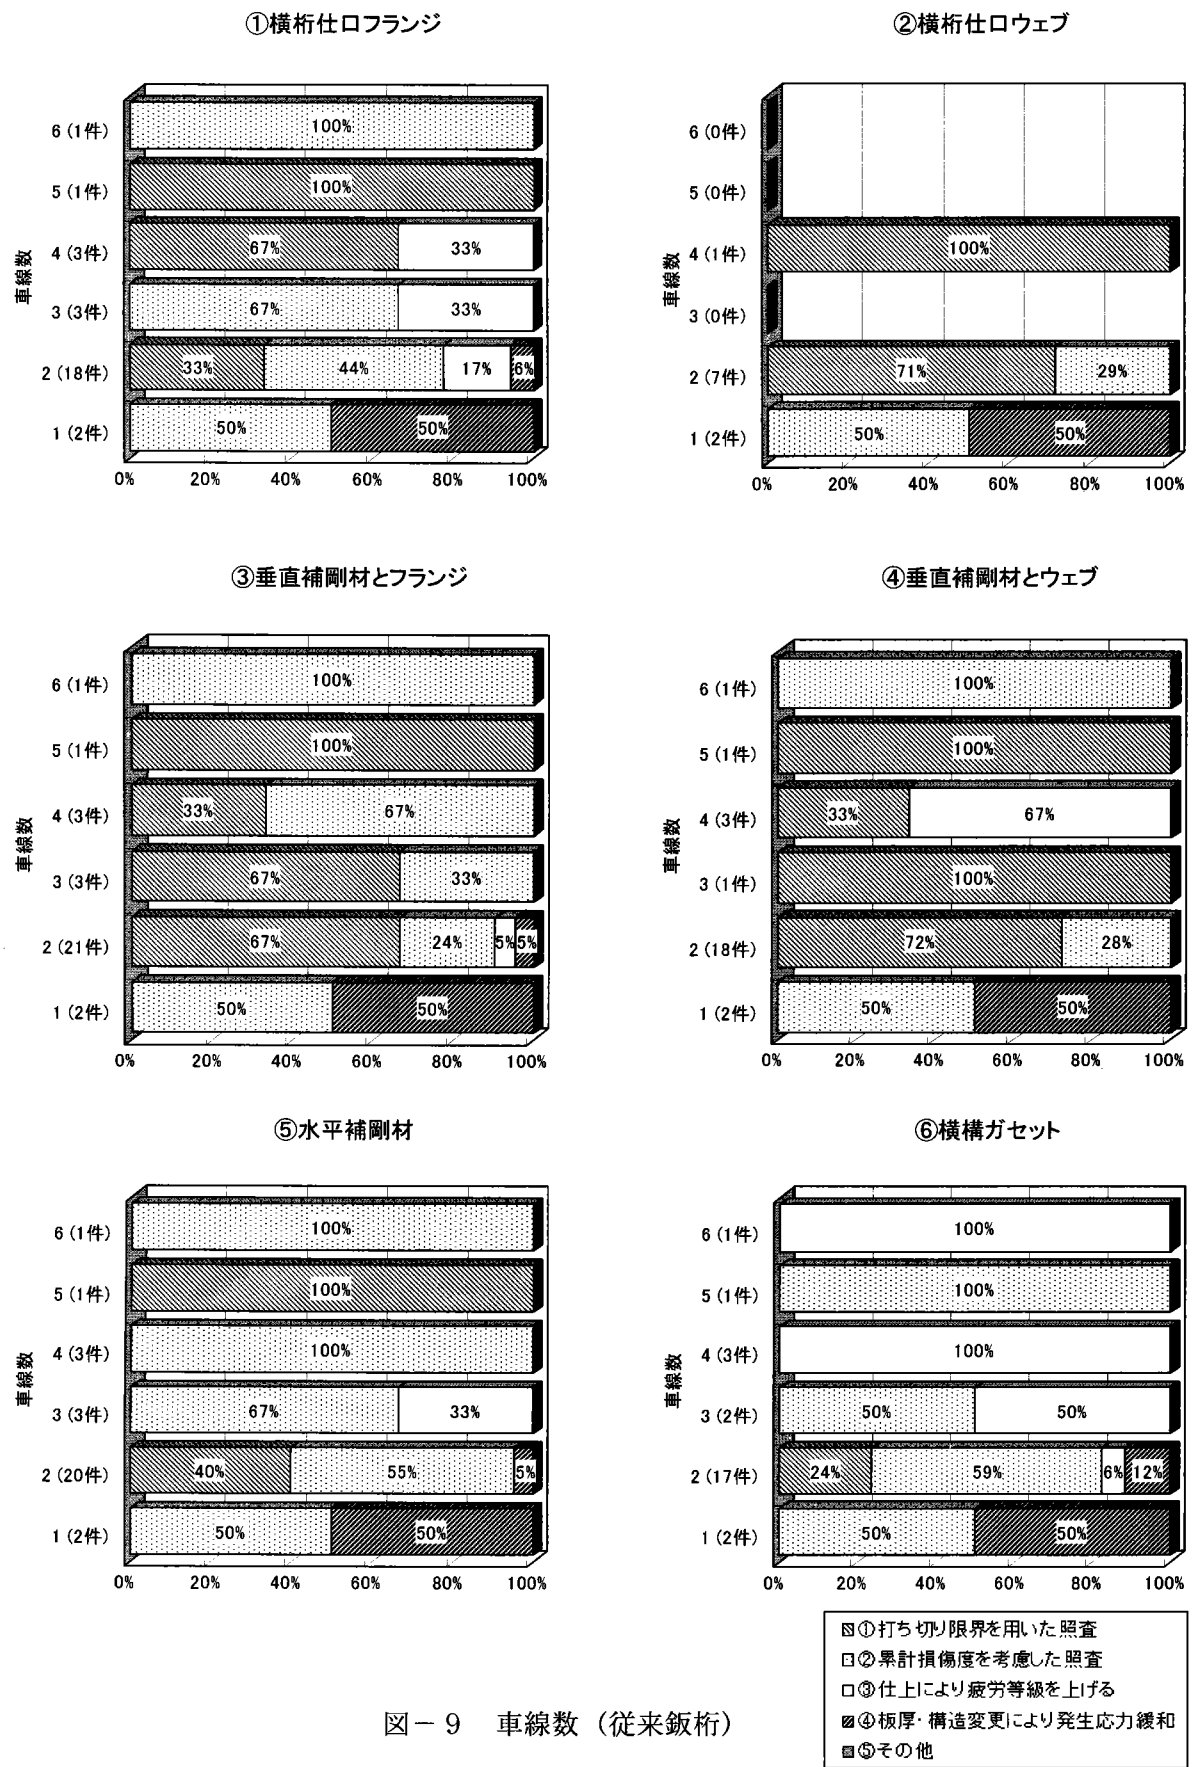 ①横桁仕口フランジ
車線数
6 (1件)
100%
5 (1件)
100%
4 (3件)
67%
33%
3 (3件)
67%
33%
2 (18件)
33%
44%
17%
6%
1 (2件)
50%
50%
0%
20%
40%
60%
80%
100%
②横桁仕口ウェブ
車線数
6 (0件)
5 (0件)
4 (1件)
100%
3 (0件)
2 (7件)
71%
29%
1 (2件)
50%
50%
0%
20%
40%
60%
80%
100%
③垂直補剛材とフランジ
車線数
6 (1件)
100%
5 (1件)
100%
4 (3件)
33%
67%
3 (3件)
67%
33%
2 (21件)
67%
24%
5%
5%
1 (2件)
50%
50%
0%
20%
40%
60%
80%
100%
④垂直補剛材とウェブ
車線数
6 (1件)
100%
5 (1件)
100%
4 (3件)
33%
67%
3 (1件)
100%
2 (18件)
72%
28%
1 (2件)
50%
50%
0%
20%
40%
60%
80%
100%
⑤水平補剛材
車線数
6 (1件)
100%
5 (1件)
100%
4 (3件)
100%
3 (3件)
67%
33%
2 (20件)
40%
55%
5%
1 (2件)
50%
50%
0%
20%
40%
60%
80%
100%
⑥横構ガセット
車線数
6 (1件)
100%
5 (1件)
100%
4 (3件)
100%
3 (2件)
50%
50%
2 (17件)
24%
59%
6%
12%
1 (2件)
50%
50%
0%
20%
40%
60%
80%
100%
①打ち切り限界を用いた照査
②累計損傷度を考慮した照査
③仕上により疲労等級を上げる
④板厚・構造変更により発生応力緩和
⑤その他
図－９　車線数（従来鈑桁）